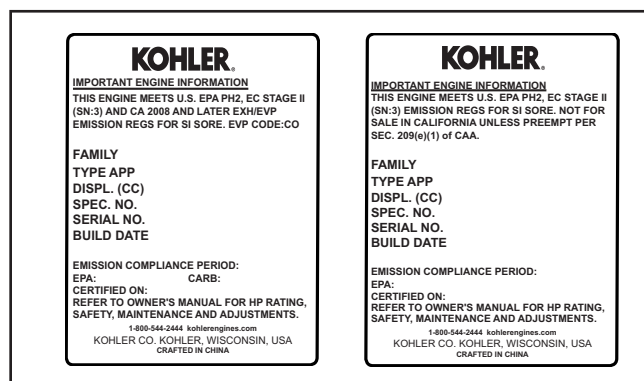 KOHLER®
IMPORTANT ENGINE INFORMATION
THIS ENGINE MEETS U.S. EPA PH2, EC STAGE II
(SN:3) AND CA 2008 AND LATER EXH/EVP
EMISSION REGS FOR SI SORE. EVP CODE:CO
FAMILY
TYPE APP
DISPL. (CC)
SPEC. NO.
SERIAL NO.
BUILD DATE
EMISSION COMPLIANCE PERIOD:
EPA: CARB:
CERTIFIED ON:
REFER TO OWNER'S MANUAL FOR HP RATING,
SAFETY, MAINTENANCE AND ADJUSTMENTS.
1-800-544-2444 kohlerengines.com
KOHLER CO. KOHLER, WISCONSIN, USA
CRAFTED IN CHINA
KOHLER®
IMPORTANT ENGINE INFORMATION
THIS ENGINE MEETS U.S. EPA PH2, EC STAGE II
(SN:3) EMISSION REGS FOR SI SORE. NOT FOR
SALE IN CALIFORNIA UNLESS PREEMPT PER
SEC. 209(e)(1) of CAA.
FAMILY
TYPE APP
DISPL. (CC)
SPEC. NO.
SERIAL NO.
BUILD DATE
EMISSION COMPLIANCE PERIOD:
EPA:
CERTIFIED ON:
REFER TO OWNER'S MANUAL FOR HP RATING,
SAFETY, MAINTENANCE AND ADJUSTMENTS.
1-800-544-2444 kohlerengines.com
KOHLER CO. KOHLER, WISCONSIN, USA
CRAFTED IN CHINA